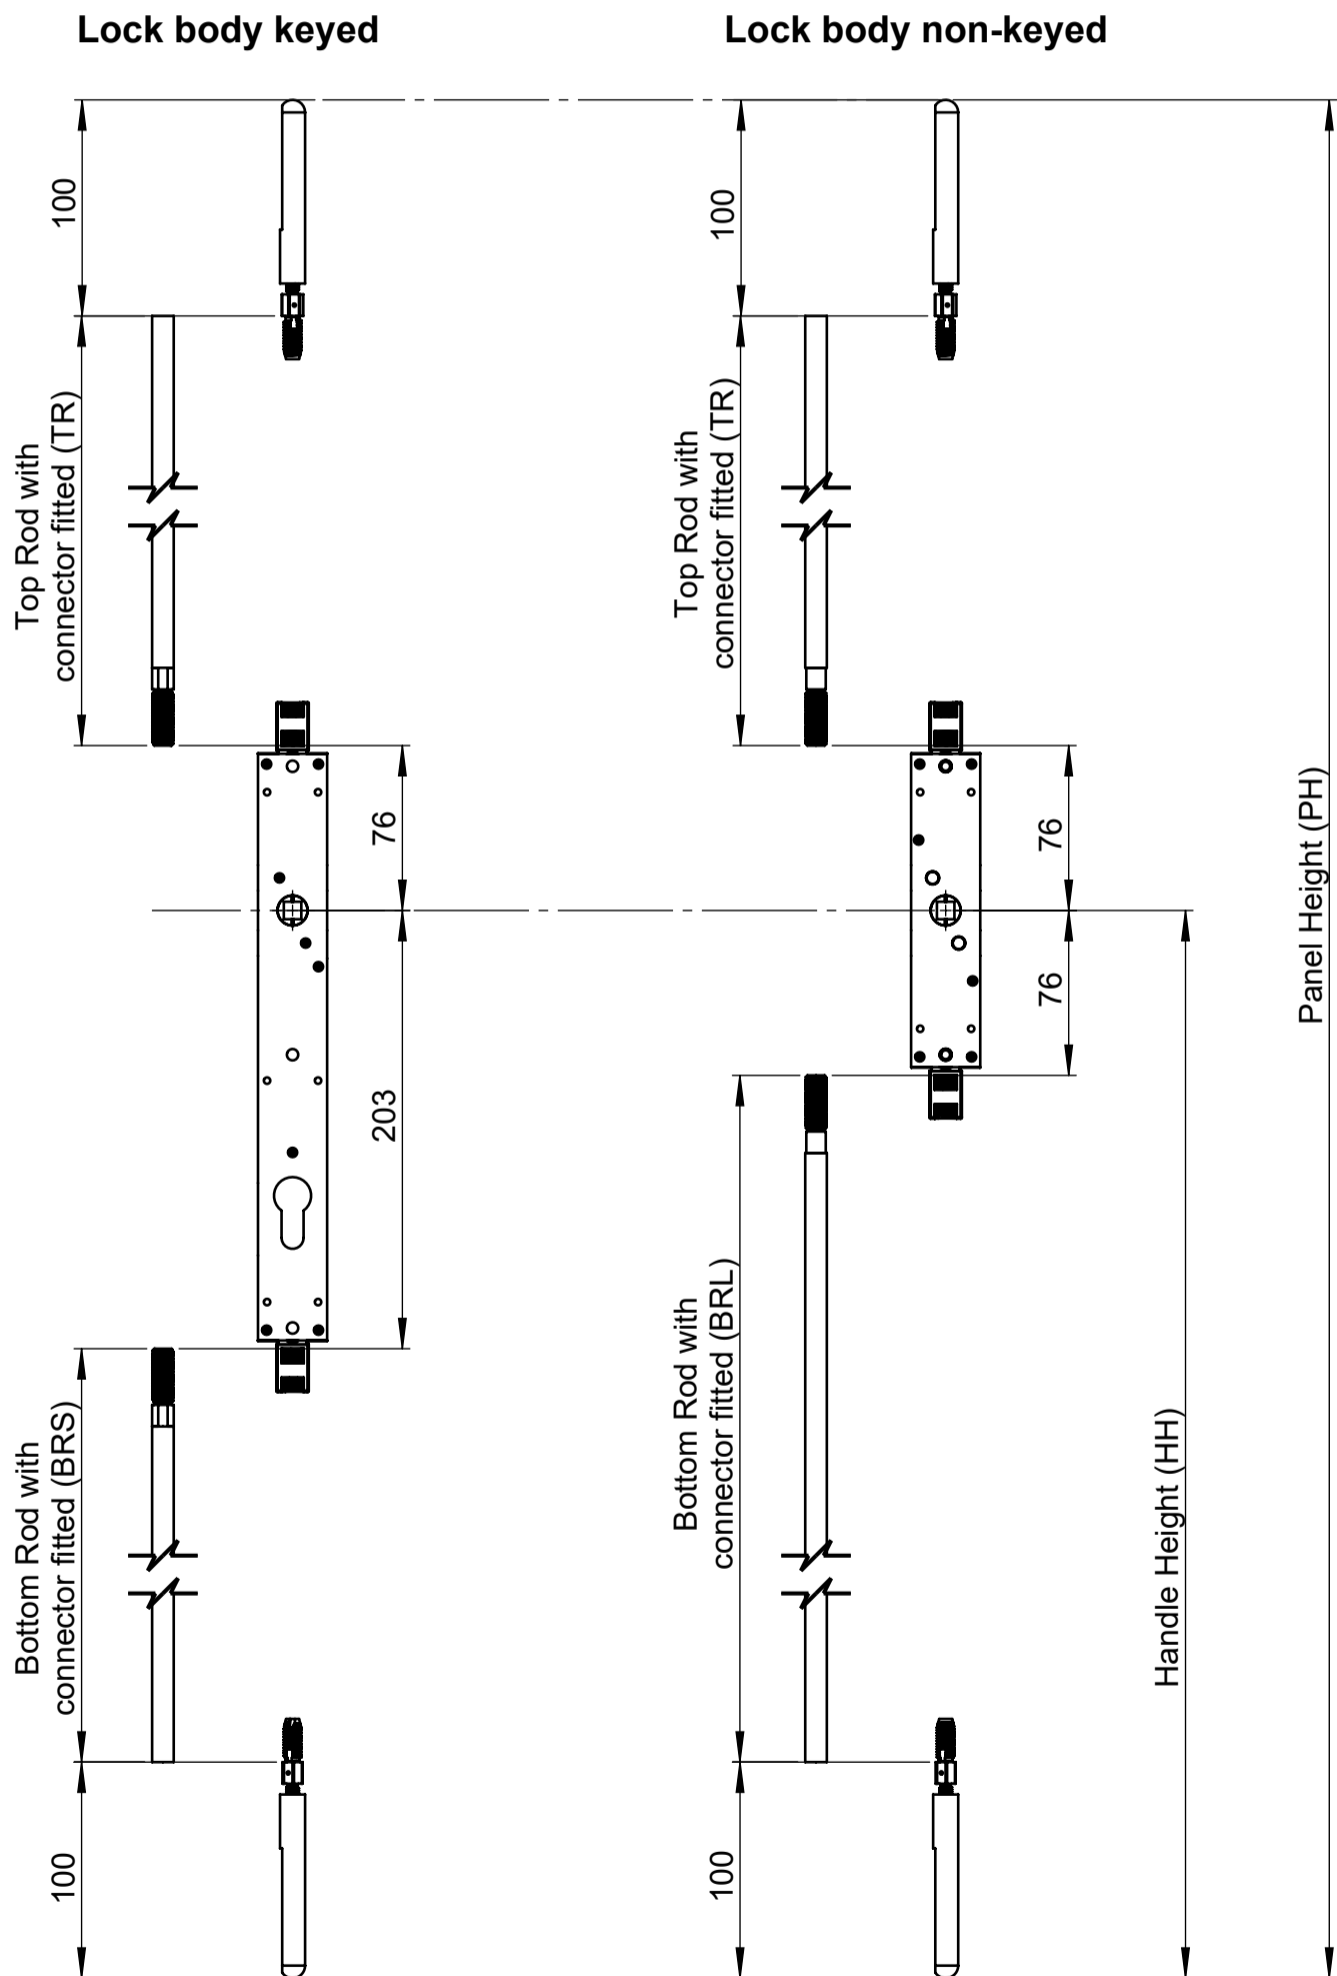 Lock body keyed
Lock body non-keyed
100
100
Top Rod with
connector fitted (TR)
Top Rod with
connector fitted (TR)
76
76
Panel Height (PH)
76
203
Bottom Rod with
connector fitted (BRS)
Bottom Rod with
connector fitted (BRL)
Handle Height (HH)
100
100